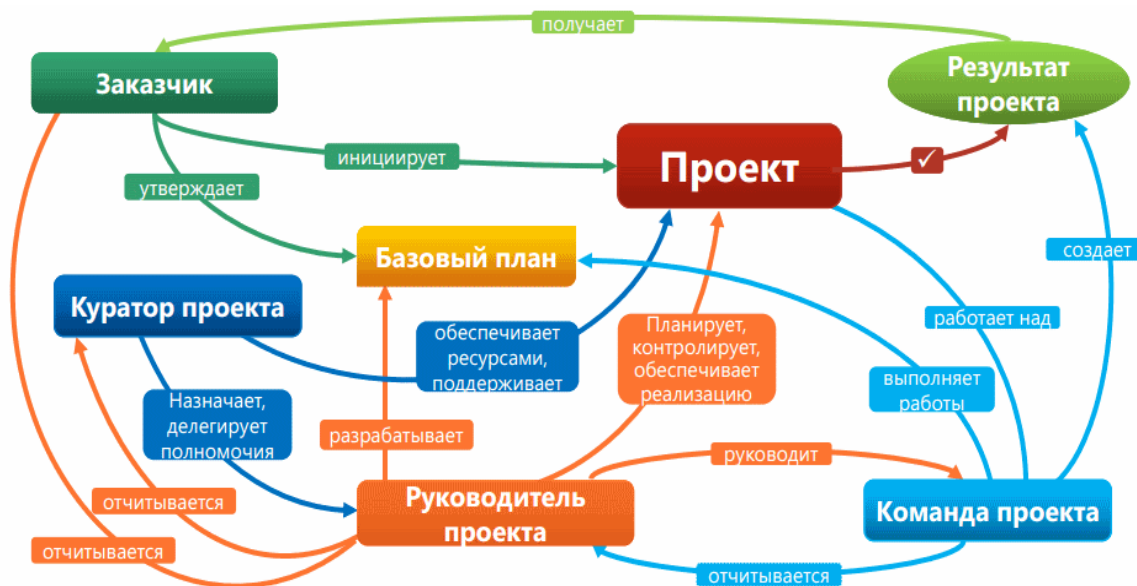 получает
Заказчик
Результат
проекта
инициирует
Проект
утверждает
Базовый план
создает
Куратор проекта
обеспечивает
ресурсами,
поддерживает
Планирует,
контролирует,
обеспечивает
реализацию
работает над
выполняет
работы
Назначает,
делегирует
полномочия
разрабатывает
руководит
отчитывается
Руководитель
проекта
Команда проекта
отчитывается
отчитывается